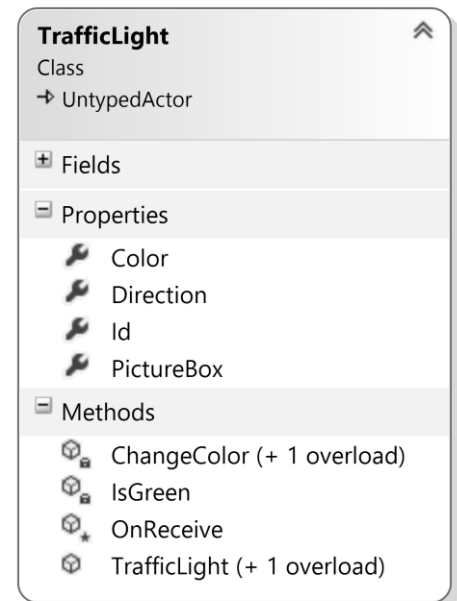 TrafficLight
Class
UntypedActor
Fields
Properties
Color
Direction
Id
PictureBox
Methods
ChangeColor (+ 1 overload)
IsGreen
OnReceive
TrafficLight (+ 1 overload)